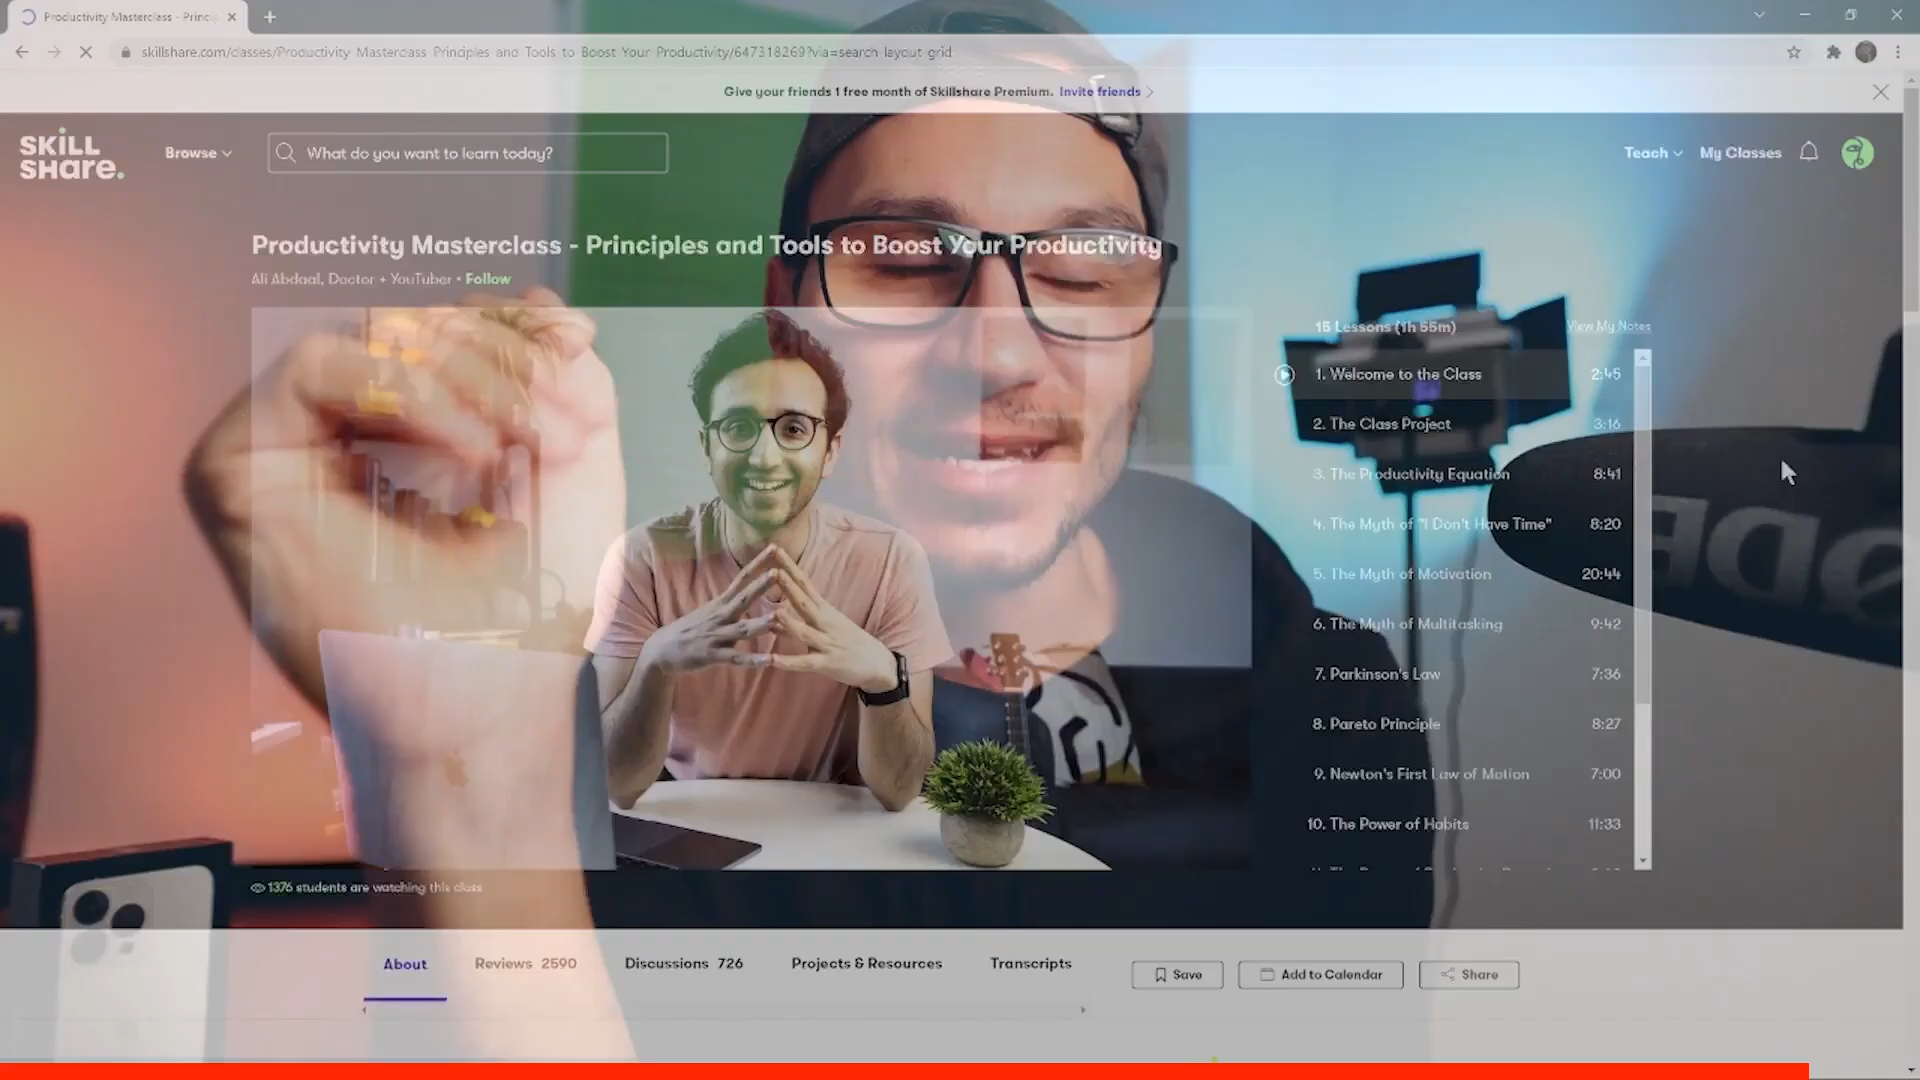 Productivity Masterclass - Princi
skillshare.com/classes/Productivity Masterclass Principles and Tools to Boost Your Productivity/647318269?via=search layout grid
Give your friends 1 free month of Skillshare Premium. Invite friends
SKILL
SHARE.
Browse
What do you want to learn today?
Teach
My Classes
Productivity Masterclass - Principles and Tools to Boost Your Productivity
Ali Abdaal, Doctor + YouTuber • Follow
15 Lessons (1h 55m)
View My Notes
1. Welcome to the Class 2:45
2. The Class Project 3:16
3. The Productivity Equation 8:41
4. The Myth of "I Don't Have Time" 8:20
5. The Myth of Motivation 20:44
6. The Myth of Multitasking 9:42
7. Parkinson's Law 7:36
8. Pareto Principle 8:27
9. Newton's First Law of Motion 7:00
10. The Power of Habits 11:33
1376 students are watching this class
About
Reviews 2590
Discussions 726
Projects & Resources
Transcripts
Save
Add to Calendar
Share